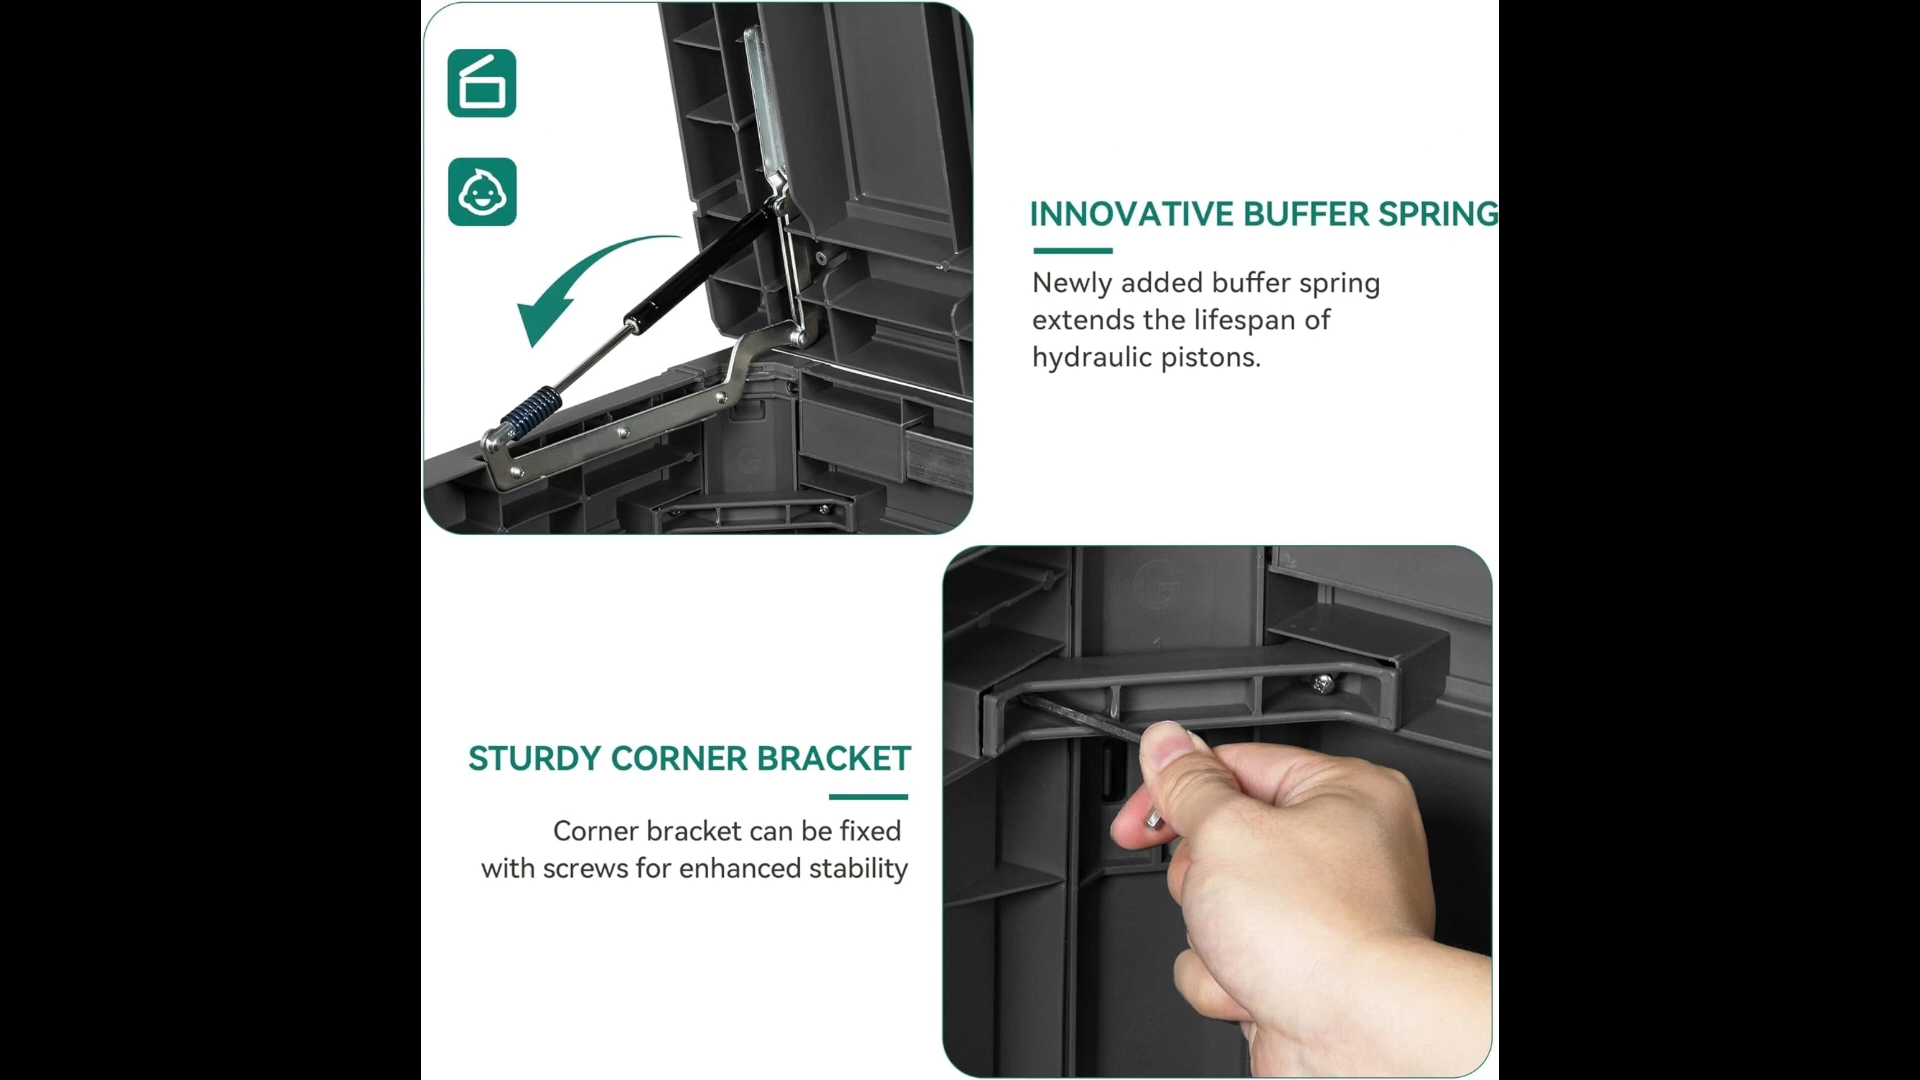 INNOVATIVE BUFFER SPRING
Newly added buffer spring
extends the lifespan of
hydraulic pistons.
G
G
STURDY CORNER BRACKET
Corner bracket can be fixed
with screws for enhanced stability